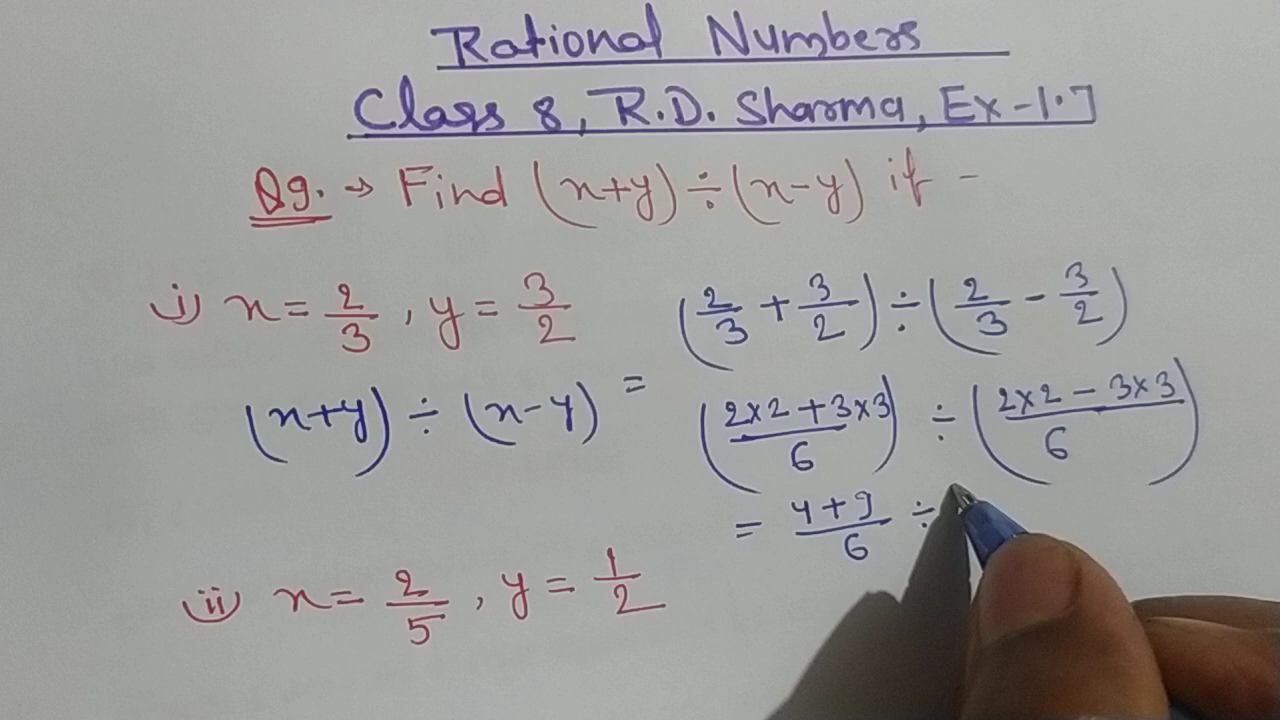 Rational Numbers
Class 8, R.D. Sharma, Ex-1.7
Q9. → Find (x+y) ÷ (x-y) if -
i) x = 2/3 , y = 3/2
(2/3 + 3/2) ÷ (2/3 - 3/2)
(x+y) ÷ (x-y) = ((2×2 + 3×3)/6) ÷ ((2×2 - 3×3)/6)
= (4+9)/6 ÷
ii) x = 2/5 , y = 1/2